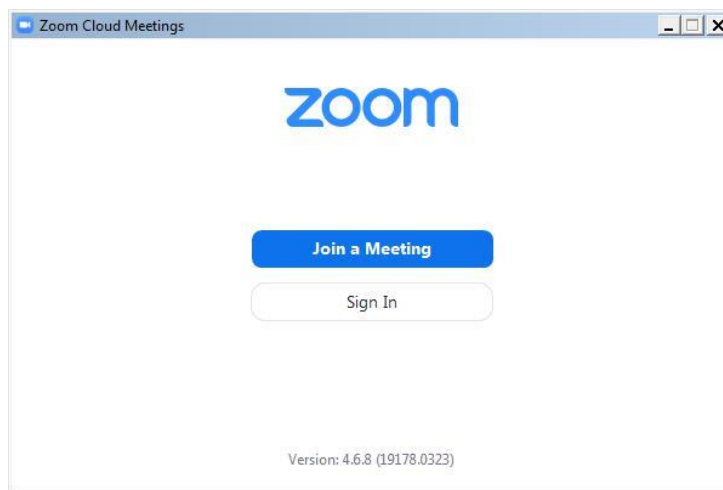 Zoom Cloud Meetings
zoom
Join a Meeting
Sign In
Version: 4.6.8 (19178.0323)